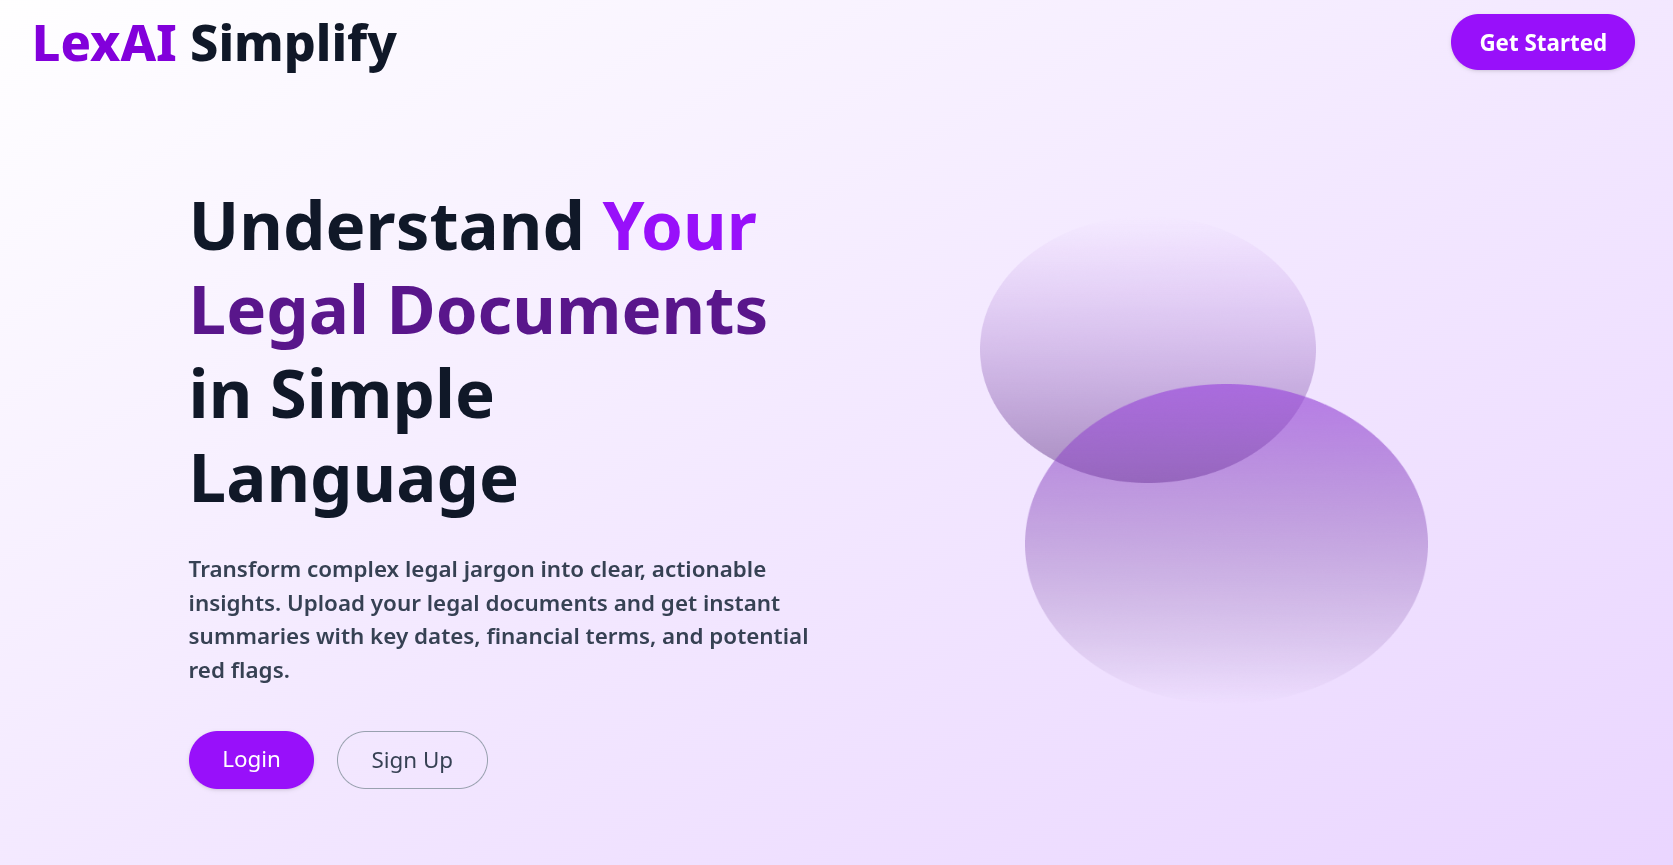 LexAI Simplify
Get Started
Understand Your
Legal Documents
in Simple
Language
Transform complex legal jargon into clear, actionable
insights. Upload your legal documents and get instant
summaries with key dates, financial terms, and potential
red flags.
Login
Sign Up